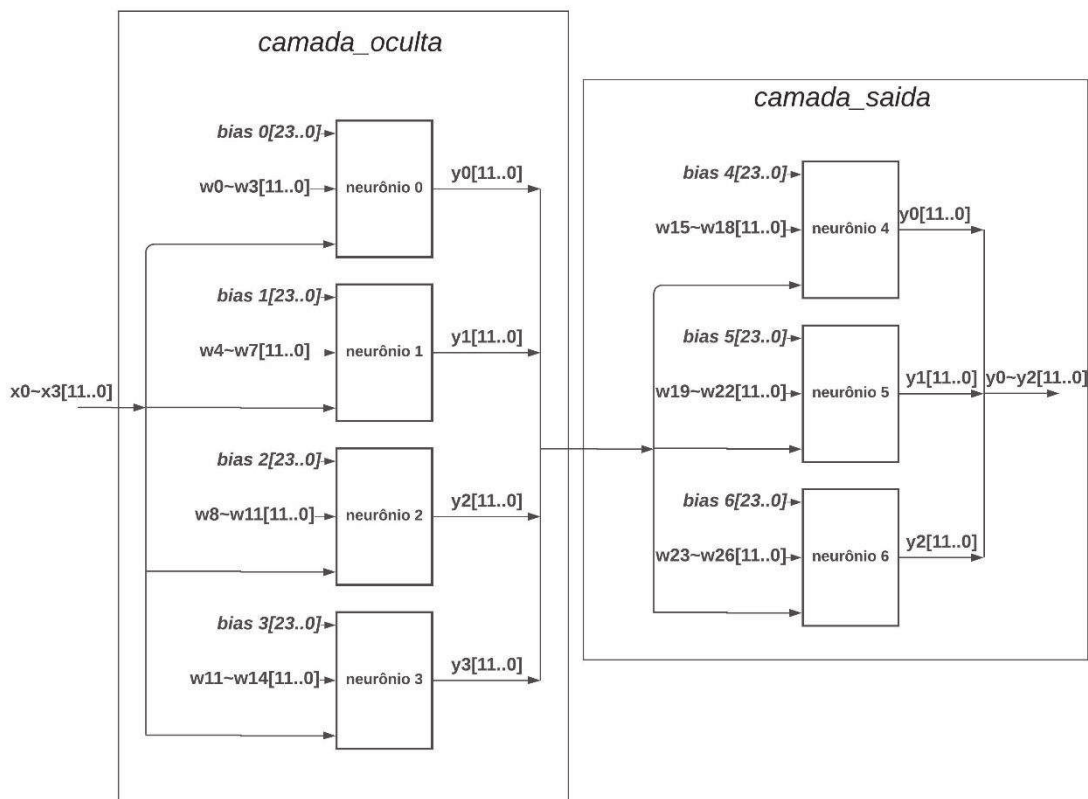 camada_oculta
bias 0[23..0]
w0~w3[11..0]
neurônio 0
y0[11..0]
bias 1[23..0]
w4~w7[11..0]
neurônio 1
y1[11..0]
x0~x3[11..0]
bias 2[23..0]
w8~w11[11..0]
neurônio 2
y2[11..0]
bias 3[23..0]
w11~w14[11..0]
neurônio 3
y3[11..0]
camada_saida
bias 4[23..0]
w15~w18[11..0]
neurônio 4
y0[11..0]
bias 5[23..0]
w19~w22[11..0]
neurônio 5
y1[11..0]
y0~y2[11..0]
bias 6[23..0]
w23~w26[11..0]
neurônio 6
y2[11..0]